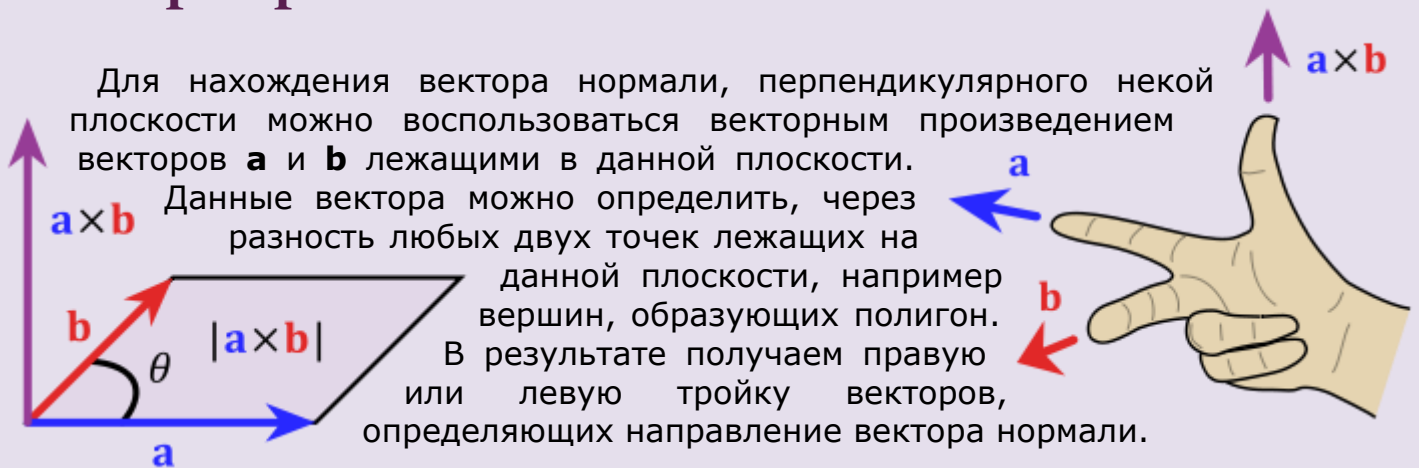 a×b
Для нахождения вектора нормали, перпендикулярного некой
плоскости можно воспользоваться векторным произведением
векторов a и b лежащими в данной плоскости.
Данные вектора можно определить, через
разность любых двух точек лежащих на
данной плоскости, например
вершин, образующих полигон.
В результате получаем правую
или левую тройку векторов,
определяющих направление вектора нормали.
a×b
b
θ
|a×b|
a
a
b